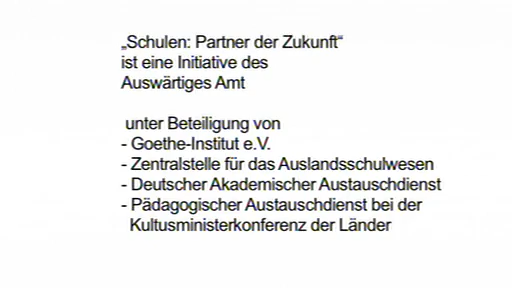 „Schulen: Partner der Zukunft“
ist eine Initiative des
Auswärtiges Amt
unter Beteiligung von
- Goethe-Institut e.V.
- Zentralstelle für das Auslandsschulwesen
- Deutscher Akademischer Austauschdienst
- Pädagogischer Austauschdienst bei der
Kultusministerkonferenz der Länder